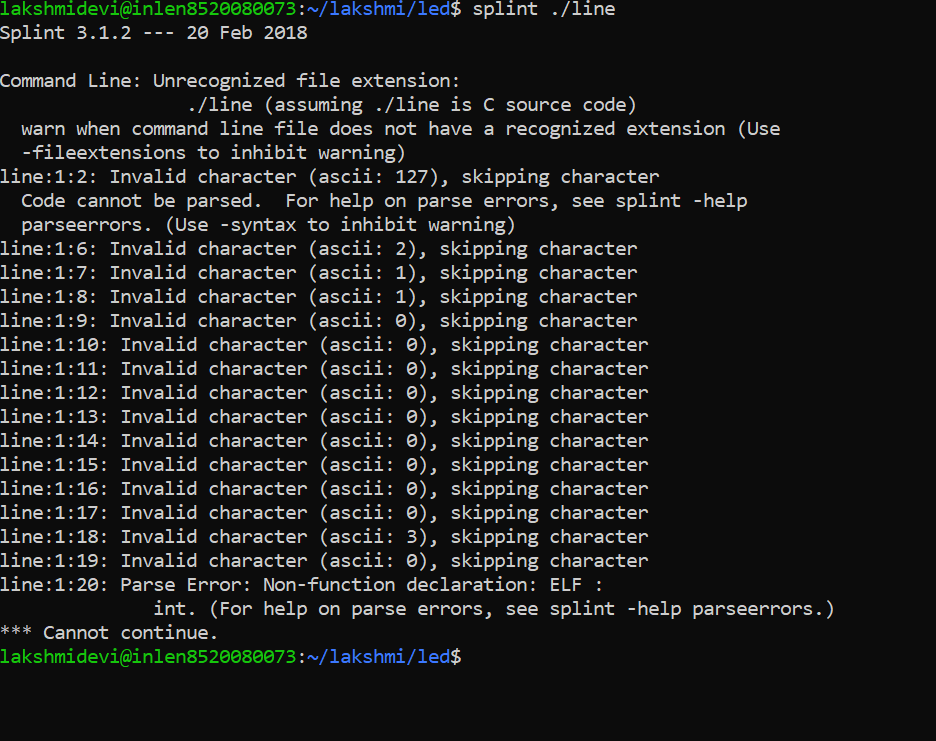 lakshmidevi@inlen8520080073:~/lakshmi/led$ splint ./line
Splint 3.1.2 --- 20 Feb 2018
Command Line: Unrecognized file extension:
./line (assuming ./line is C source code)
warn when command line file does not have a recognized extension (Use
-fileextensions to inhibit warning)
line:1:2: Invalid character (ascii: 127), skipping character
Code cannot be parsed.  For help on parse errors, see splint -help
parseerrors. (Use -syntax to inhibit warning)
line:1:6: Invalid character (ascii: 2), skipping character
line:1:7: Invalid character (ascii: 1), skipping character
line:1:8: Invalid character (ascii: 1), skipping character
line:1:9: Invalid character (ascii: 0), skipping character
line:1:10: Invalid character (ascii: 0), skipping character
line:1:11: Invalid character (ascii: 0), skipping character
line:1:12: Invalid character (ascii: 0), skipping character
line:1:13: Invalid character (ascii: 0), skipping character
line:1:14: Invalid character (ascii: 0), skipping character
line:1:15: Invalid character (ascii: 0), skipping character
line:1:16: Invalid character (ascii: 0), skipping character
line:1:17: Invalid character (ascii: 0), skipping character
line:1:18: Invalid character (ascii: 3), skipping character
line:1:19: Invalid character (ascii: 0), skipping character
line:1:20: Parse Error: Non-function declaration: ELF :
int. (For help on parse errors, see splint -help parseerrors.)
*** Cannot continue.
lakshmidevi@inlen8520080073:~/lakshmi/led$